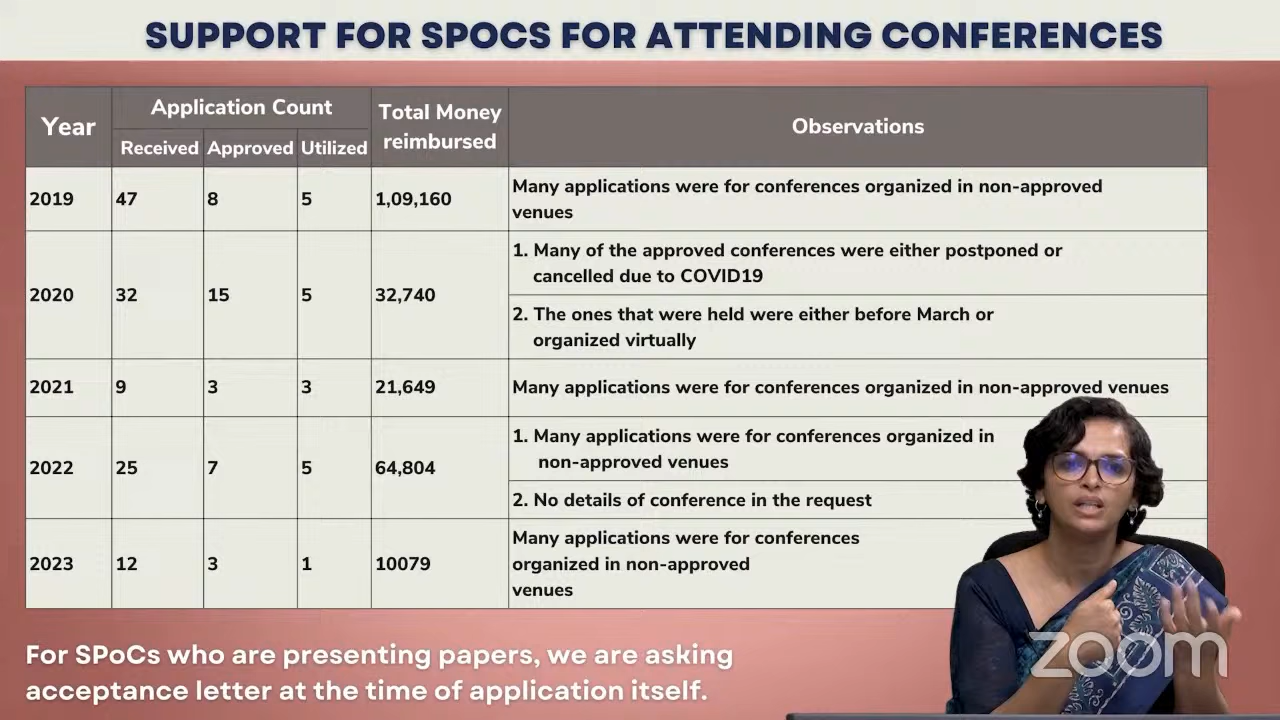 SUPPORT FOR SPOCS FOR ATTENDING CONFERENCES
Year
Application Count
Total Money
reimbursed
Observations
Received
Approved
Utilized
2019
47
8
5
1,09,160
Many applications were for conferences organized in non-approved
venues
2020
32
15
5
32,740
1. Many of the approved conferences were either postponed or
cancelled due to COVID19
2. The ones that were held were either before March or
organized virtually
2021
9
3
3
21,649
Many applications were for conferences organized in non-approved venues
2022
25
7
5
64,804
1. Many applications were for conferences organized in
non-approved venues
2. No details of conference in the request
2023
12
3
1
10079
Many applications were for conferences
organized in non-approved
venues
For SPoCs who are presenting papers, we are asking
acceptance letter at the time of application itself.
zoom